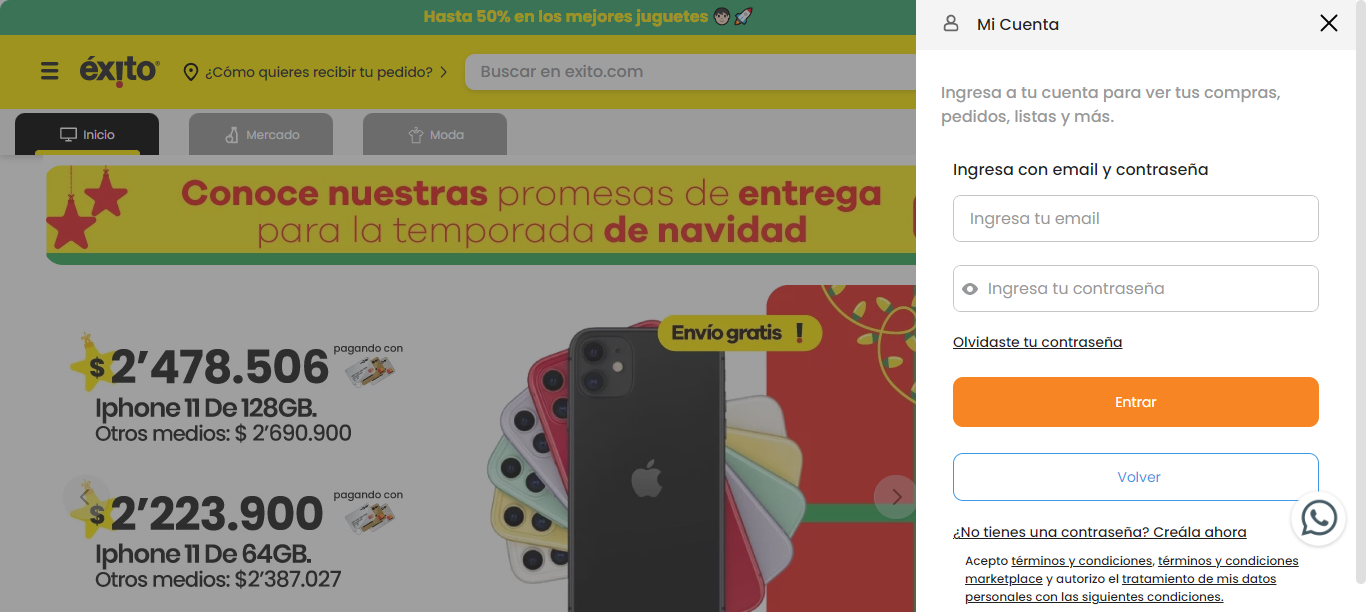 Hasta 50% en los mejores juguetes
éxito
¿Cómo quieres recibir tu pedido?
Buscar en exito.com
Inicio
Mercado
Moda
Conoce nuestras promesas de entrega
para la temporada de navidad
Envío gratis !
$2’478.506
pagando con
Iphone 11 De 128GB.
Otros medios: $ 2’690.900
$2’223.900
pagando con
Iphone 11 De 64GB.
Otros medios: $2’387.027
Mi Cuenta
Ingresa a tu cuenta para ver tus compras,
pedidos, listas y más.
Ingresa con email y contraseña
Ingresa tu email
Ingresa tu contraseña
Olvidaste tu contraseña
Entrar
Volver
¿No tienes una contraseña? Creála ahora
Acepto términos y condiciones, términos y condiciones
marketplace y autorizo el tratamiento de mis datos
personales con las siguientes condiciones.